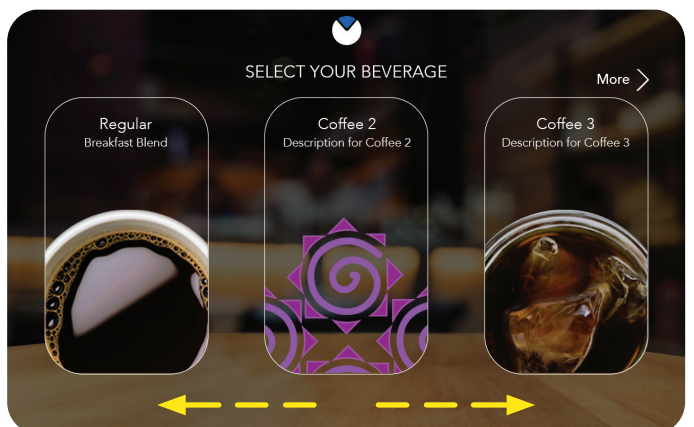 SELECT YOUR BEVERAGE
More
Regular
Breakfast Blend
Coffee 2
Description for Coffee 2
Coffee 3
Description for Coffee 3